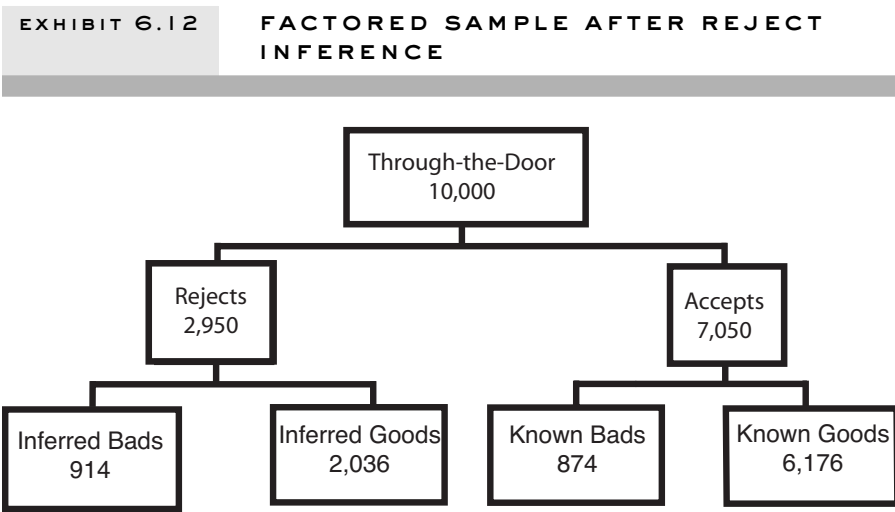 EXHIBIT 6.12
FACTORED SAMPLE AFTER REJECT
INFERENCE
Through-the-Door
10,000
Rejects
2,950
Accepts
7,050
Inferred Bads
914
Inferred Goods
2,036
Known Bads
874
Known Goods
6,176